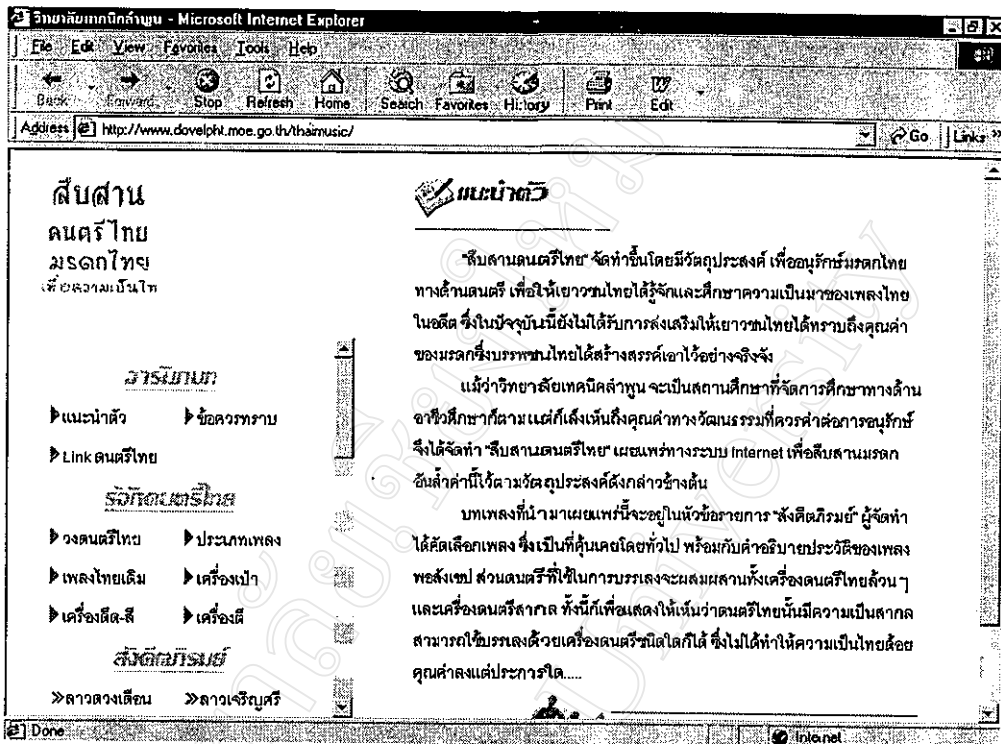 วิทยาลัยเทคนิคลำพูน - Microsoft Internet Explorer
File Edit View Favorites Tools Help
Back Forward Stop Refresh Home Search Favorites History Print Edit
Address http://www.dovelpht.moe.go.th/thaimusic/ Go Links »
สืบสาน
ดนตรีไทย
มรดกไทย
เพื่อความเป็นไท
อารัมภบท
แนะนำตัว ข้อควรทราบ
Link ดนตรีไทย
รู้จักดนตรีไทย
วงดนตรีไทย ประเภทเพลง
เพลงไทยเดิม เครื่องเป่า
เครื่องดีด-สี เครื่องตี
สังคีตภิรมย์
»ลาวดวงเดือน »ลาวเจริญศรี
แนะนำตัว
"สืบสานดนตรีไทย" จัดทำขึ้นโดยมีวัตถุประสงค์ เพื่ออนุรักษ์มรดกไทย
ทางด้านดนตรี เพื่อให้เยาวชนไทยได้รู้จักและศึกษาความเป็นมาของเพลงไทย
ในอดีต ซึ่งในปัจจุบันนี้ยังไม่ได้รับการส่งเสริมให้เยาวชนไทยได้ทราบถึงคุณค่า
ของมรดกซึ่งบรรพชนไทยได้สร้างสรรค์เอาไว้อย่างจริงจัง
แม้ว่าวิทยาลัยเทคนิคลำพูน จะเป็นสถานศึกษาที่จัดการศึกษาทางด้าน
อาชีวศึกษาก็ตาม แต่ก็เล็งเห็นถึงคุณค่าทางวัฒนธรรมที่ควรค่าต่อการอนุรักษ์
จึงได้จัดทำ "สืบสานดนตรีไทย" เผยแพร่ทางระบบ Internet เพื่อสืบสานมรดก
อันล้ำค่านี้ไว้ตามวัตถุประสงค์ดังกล่าวข้างต้น
บทเพลงที่นำมาเผยแพร่นี้จะอยู่ในหัวข้อรายการ "สังคีตภิรมย์" ผู้จัดทำ
ได้คัดเลือกเพลง ซึ่งเป็นที่คุ้นเคยโดยทั่วไป พร้อมกับคำอธิบายประวัติของเพลง
พอสังเขป ส่วนดนตรีที่ใช้ในการบรรเลงจะผสมผสานทั้งเครื่องดนตรีไทยล้วน ๆ
และเครื่องดนตรีสากล ทั้งนี้ก็เพื่อแสดงให้เห็นว่าดนตรีไทยนั้นมีความเป็นสากล
สามารถใช้บรรเลงด้วยเครื่องดนตรีชนิดใดก็ได้ ซึ่งไม่ได้ทำให้ความเป็นไทยด้อย
คุณค่าลงแต่ประการใด.....
Done Internet